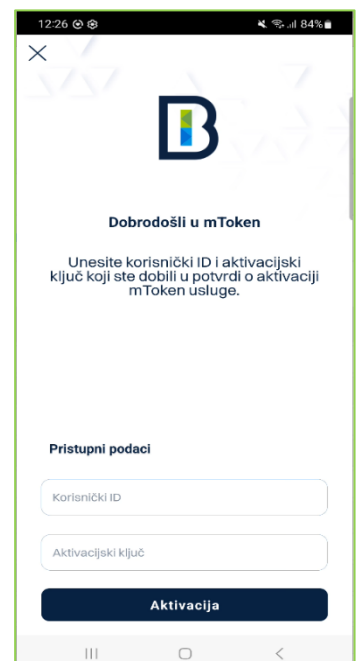 12:26 84%
B
Dobrodošli u mToken
Unesite korisnički ID i aktivacijski
ključ koji ste dobili u potvrdi o aktivaciji
mToken usluge.
Pristupni podaci
Korisnički ID
Aktivacijski ključ
Aktivacija